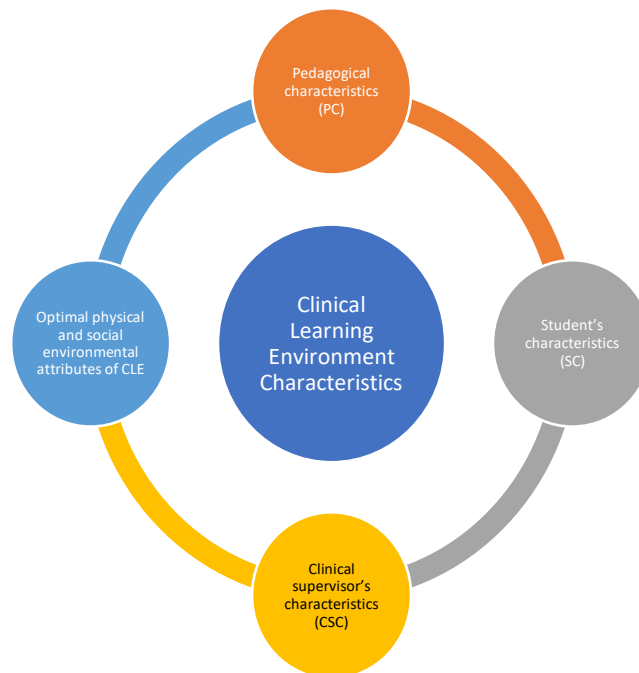 Pedagogical
characteristics
(PC)
Optimal physical
and social
environmental
attributes of CLE
Clinical
Learning
Environment
Characteristics
Student's
characteristics
(SC)
Clinical
supervisor's
characteristics
(CSC)